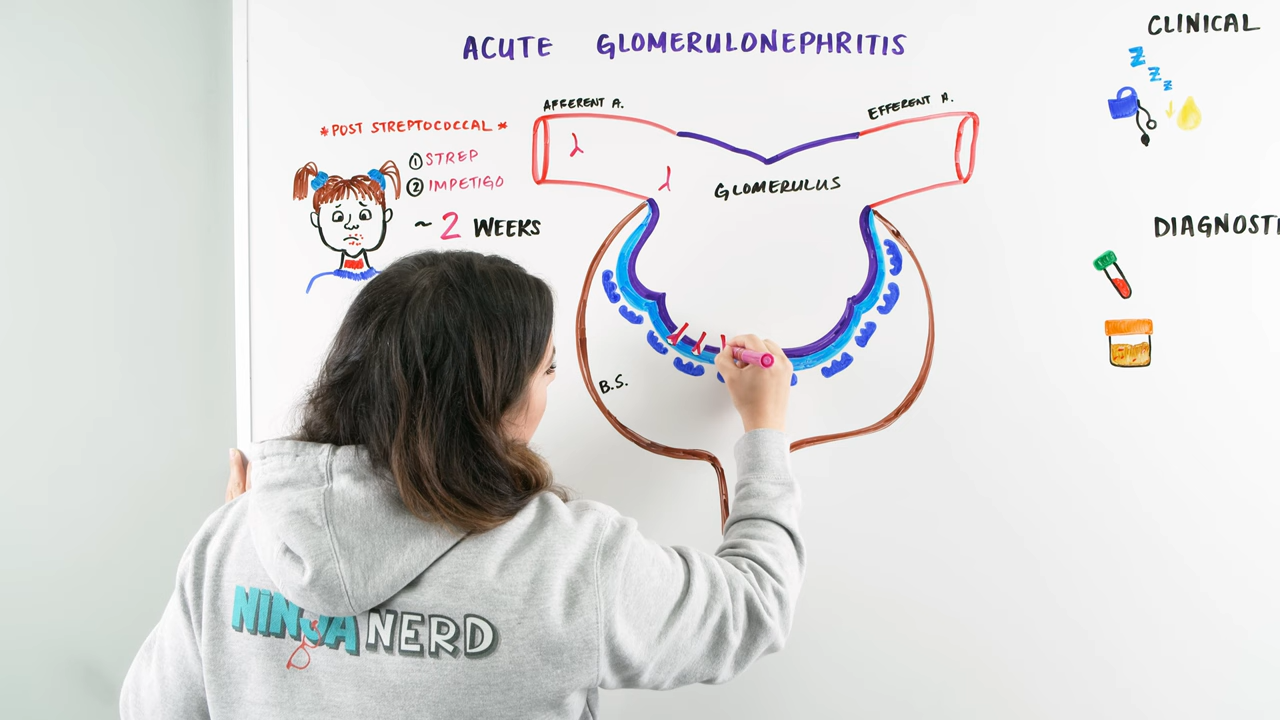 ACUTE GLOMERULONEPHRITIS
*POST STREPTOCOCCAL*
① STREP
② IMPETIGO
~ 2 WEEKS
AFFERENT A.
EFFERENT A.
GLOMERULUS
B.S.
CLINICAL
Z
Z
Z
DIAGNOSTI
NINJA NERD